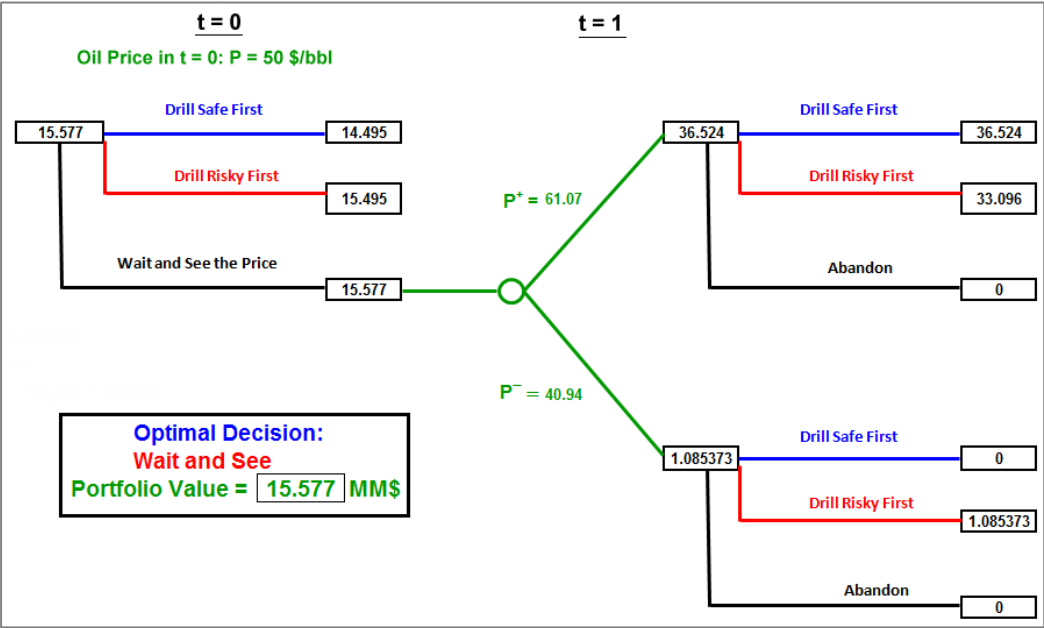 t = 0
t = 1
Oil Price in t = 0: P = 50 $/bbl
Drill Safe First
Drill Safe First
15.577
14.495
36.524
36.524
Drill Risky First
Drill Risky First
15.495
P⁺ = 61.07
33.096
Wait and See the Price
Abandon
15.577
0
P⁻ = 40.94
Optimal Decision:
Wait and See
Portfolio Value = 15.577 MM$
Drill Safe First
1.085373
0
Drill Risky First
1.085373
Abandon
0